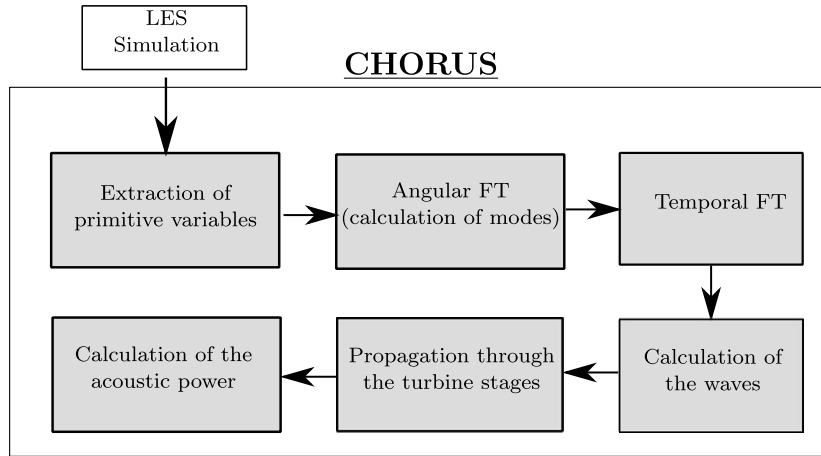 LES
Simulation
CHORUS
Extraction of
primitive variables
Angular FT
(calculation of modes)
Temporal FT
Calculation of
the waves
Propagation through
the turbine stages
Calculation of the
acoustic power